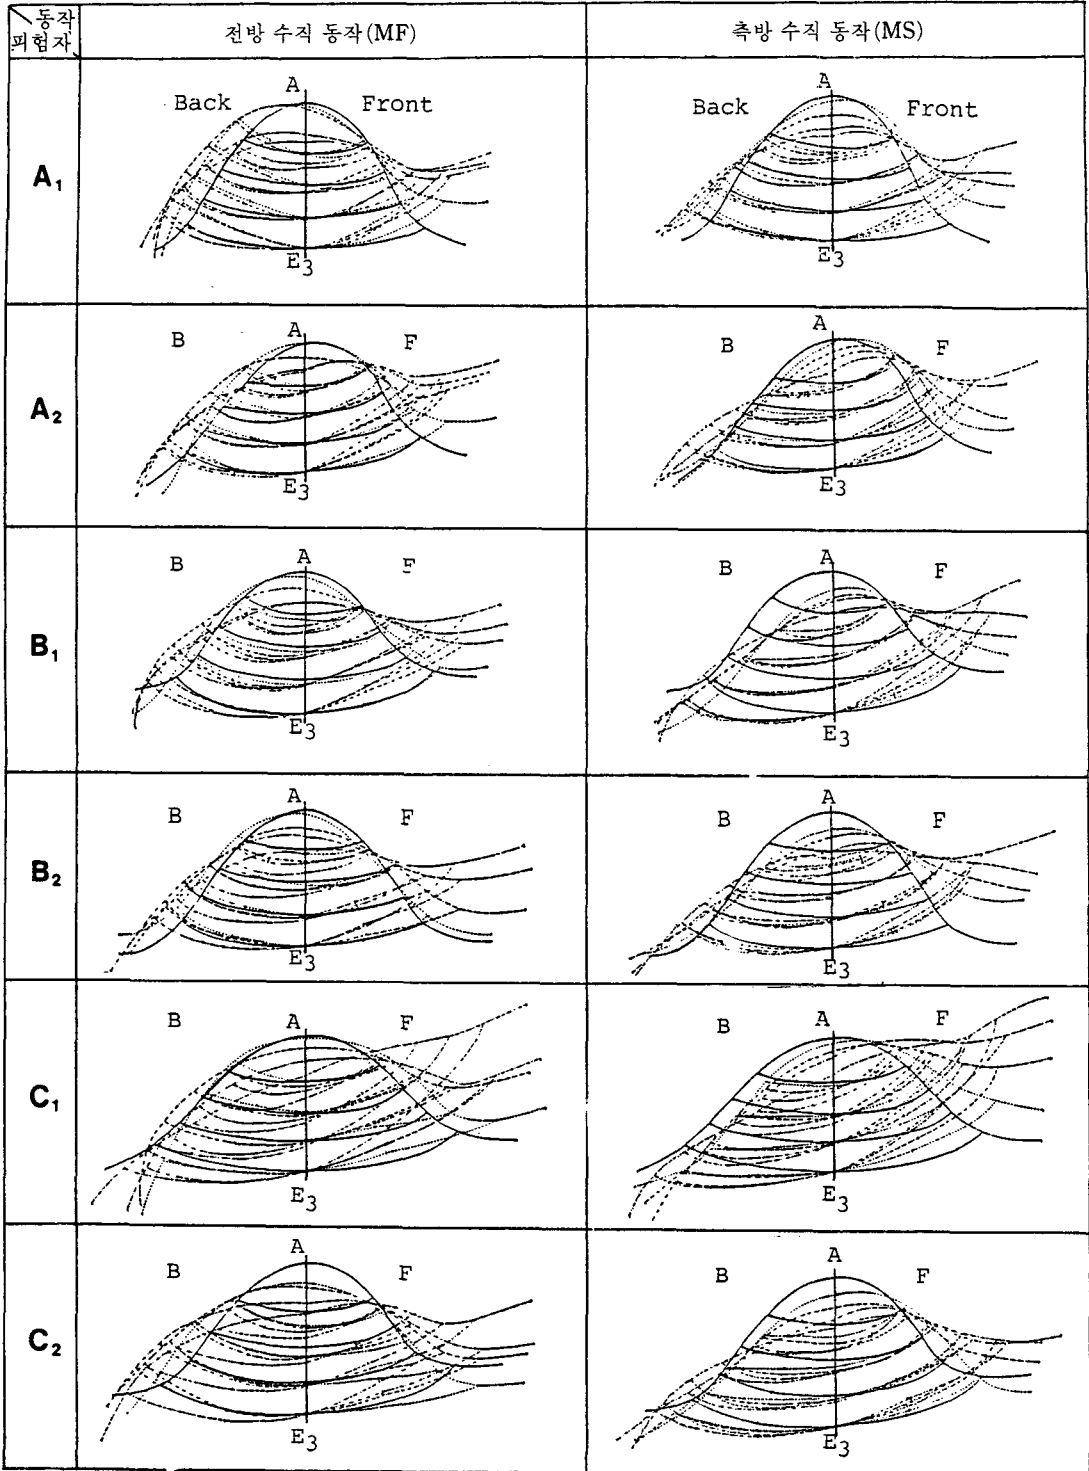 동작
피험자
전방 수직 동작(MF)
측방 수직 동작(MS)
A₁
Back
A
Front
E3
Back
A
Front
E3
A₂
B
A
F
E3
B
A
F
E3
B₁
B
A
F
E3
B
A
F
E3
B₂
B
A
F
E3
B
A
F
E3
C₁
B
A
F
E3
B
A
F
E3
C₂
B
A
F
E3
B
A
F
E3